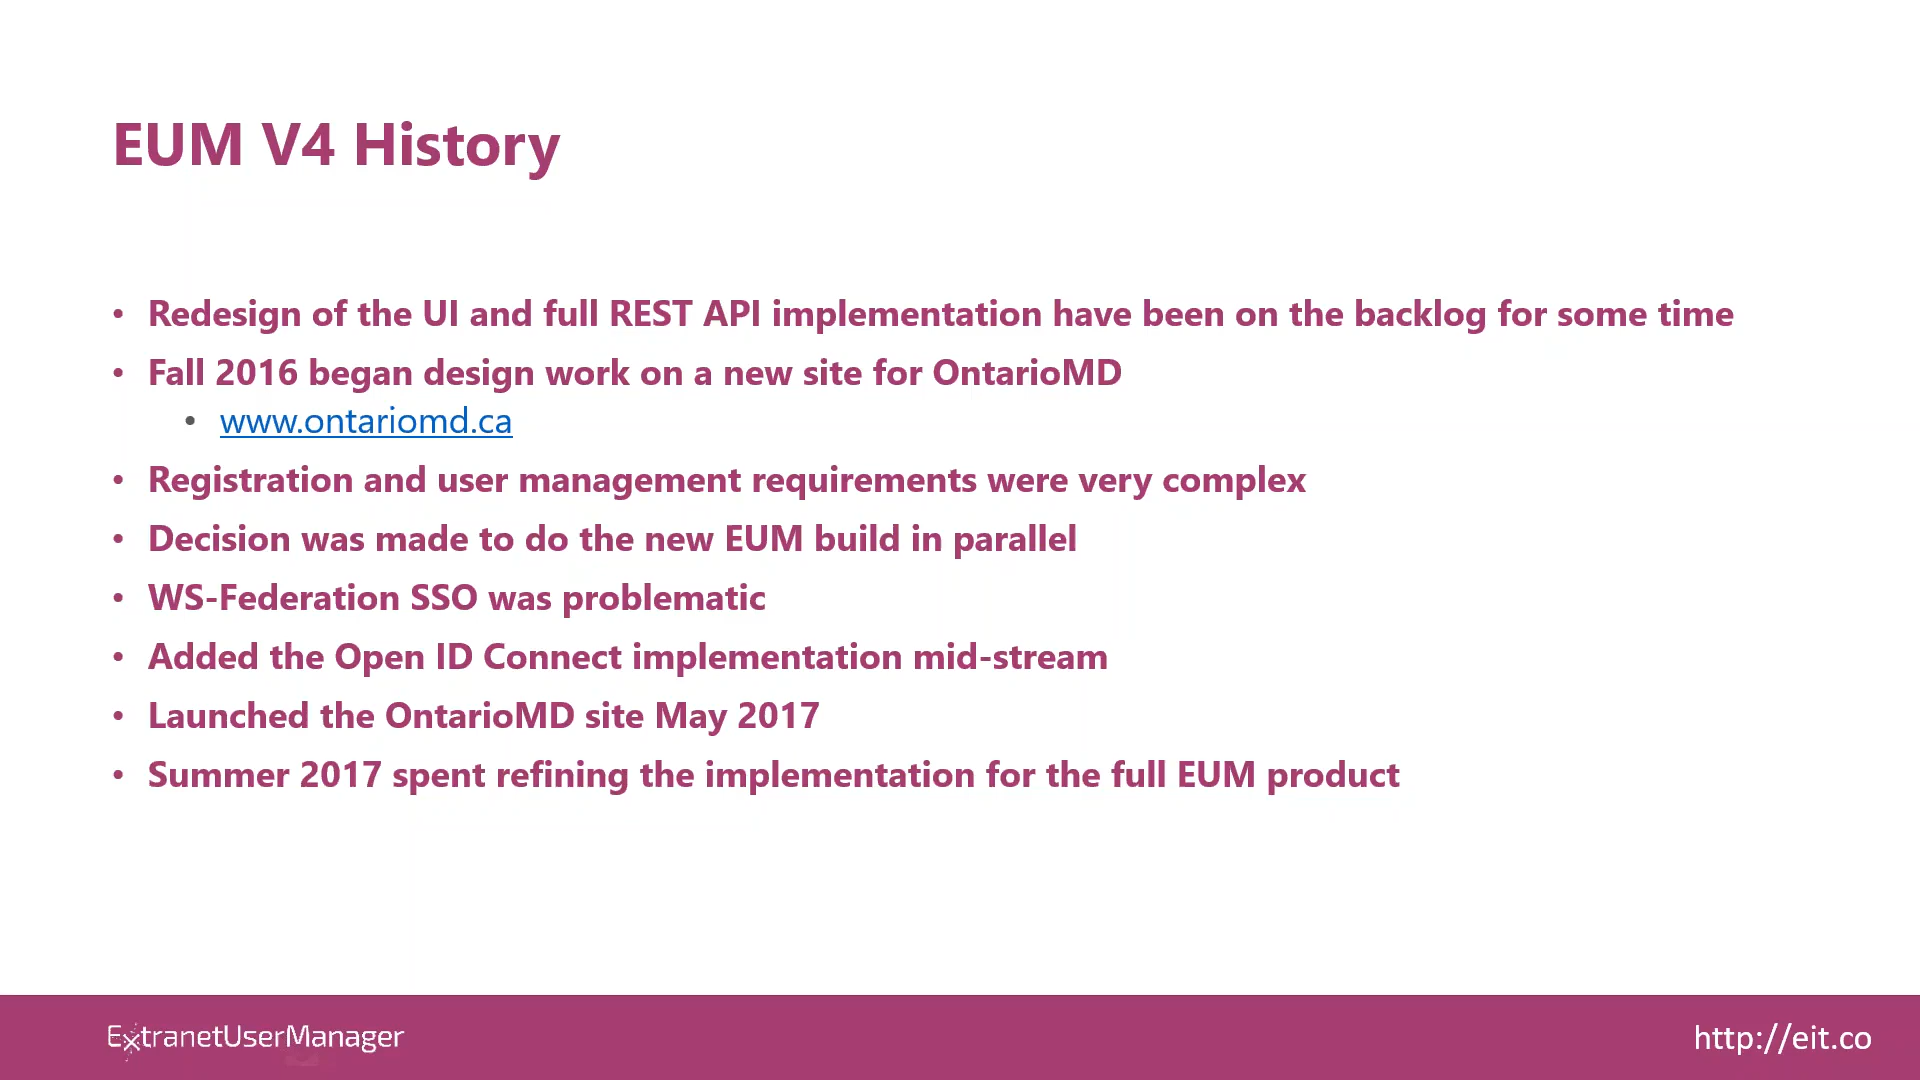 EUM V4 History
• Redesign of the UI and full REST API implementation have been on the backlog for some time
• Fall 2016 began design work on a new site for OntarioMD
• www.ontariomd.ca
• Registration and user management requirements were very complex
• Decision was made to do the new EUM build in parallel
• WS-Federation SSO was problematic
• Added the Open ID Connect implementation mid-stream
• Launched the OntarioMD site May 2017
• Summer 2017 spent refining the implementation for the full EUM product
ExtranetUserManager
http://eit.co